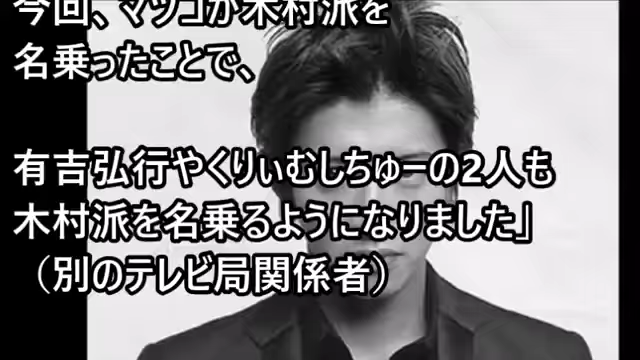 今回、マツコが木村派を
名乗ったことで、
有吉弘行やくりぃむしちゅーの2人も
木村派を名乗るようになりました」
（別のテレビ局関係者）